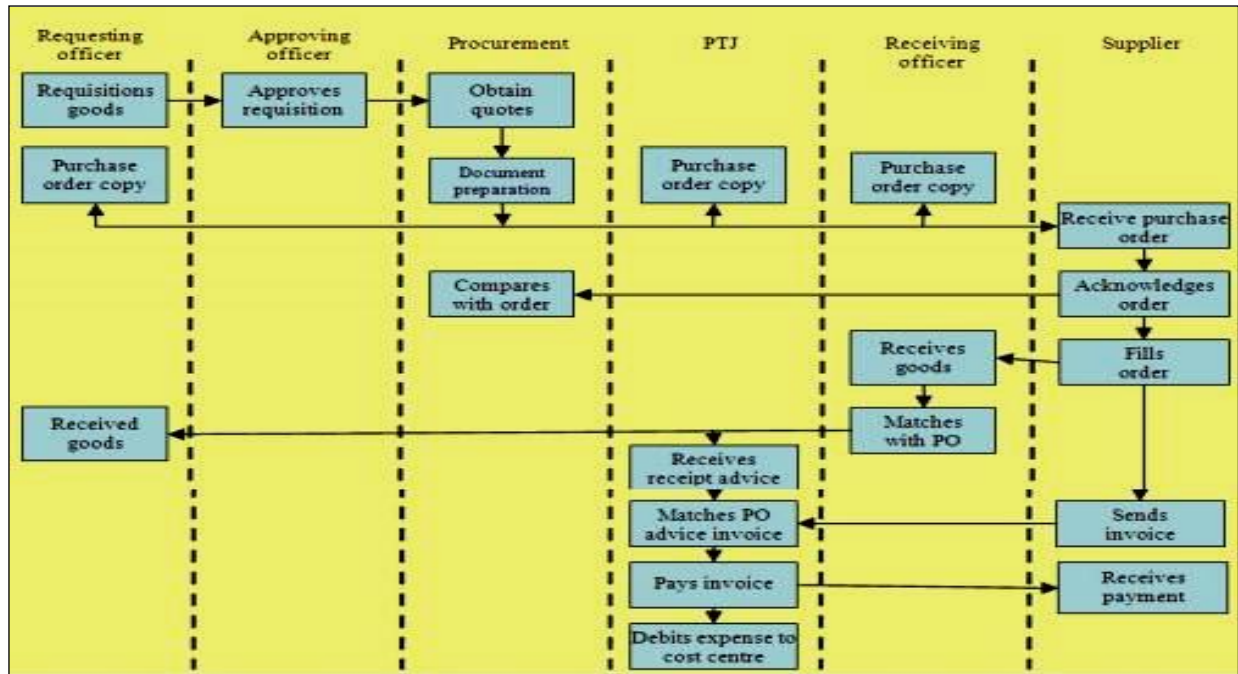 Requesting
officer
Approving
officer
Procurement
PTJ
Receiving
officer
Supplier
Requisitions
goods
Approves
requisition
Obtain
quotes
Purchase
order copy
Document
preparation
Purchase
order copy
Purchase
order copy
Receive purchase
order
Compares
with order
Acknowledges
order
Receives
goods
Fills
order
Received
goods
Matches
with PO
Receives
receipt advice
Matches PO
advice invoice
Sends
invoice
Pays invoice
Receives
payment
Debits expense to
cost centre